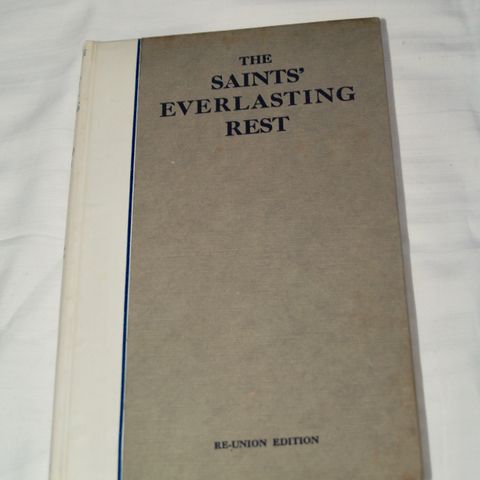 THE
SAINTS'
EVERLASTING
REST
RE-UNION EDITION